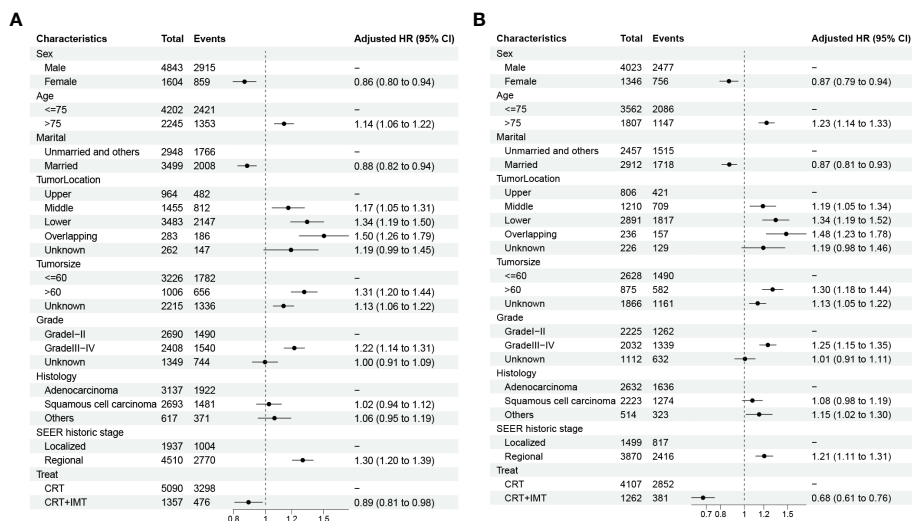 A
Characteristics Total Events Adjusted HR (95% CI)
Sex
Male 4843 2915 –
Female 1604 859 0.86 (0.80 to 0.94)
Age
<=75 4202 2421 –
>75 2245 1353 1.14 (1.06 to 1.22)
Marital
Unmarried and others 2948 1766 –
Married 3499 2008 0.88 (0.82 to 0.94)
TumorLocation
Upper 964 482 –
Middle 1455 812 1.17 (1.05 to 1.31)
Lower 3483 2147 1.34 (1.19 to 1.50)
Overlapping 283 186 1.50 (1.26 to 1.79)
Unknown 262 147 1.19 (0.99 to 1.45)
Tumorsize
<=60 3226 1782 –
>60 1006 656 1.31 (1.20 to 1.44)
Unknown 2215 1336 1.13 (1.06 to 1.22)
Grade
GradeI–II 2690 1490 –
GradeIII–IV 2408 1540 1.22 (1.14 to 1.31)
Unknown 1349 744 1.00 (0.91 to 1.09)
Histology
Adenocarcinoma 3137 1922 –
Squamous cell carcinoma 2693 1481 1.02 (0.94 to 1.12)
Others 617 371 1.06 (0.95 to 1.19)
SEER historic stage
Localized 1937 1004 –
Regional 4510 2770 1.30 (1.20 to 1.39)
Treat
CRT 5090 3298 –
CRT+IMT 1357 476 0.89 (0.81 to 0.98)
0.8 1 1.2 1.5
B
Characteristics Total Events Adjusted HR (95% CI)
Sex
Male 4023 2477 –
Female 1346 756 0.87 (0.79 to 0.94)
Age
<=75 3562 2086 –
>75 1807 1147 1.23 (1.14 to 1.33)
Marital
Unmarried and others 2457 1515 –
Married 2912 1718 0.87 (0.81 to 0.93)
TumorLocation
Upper 806 421 –
Middle 1210 709 1.19 (1.05 to 1.34)
Lower 2891 1817 1.34 (1.19 to 1.52)
Overlapping 236 157 1.48 (1.23 to 1.78)
Unknown 226 129 1.19 (0.98 to 1.46)
Tumorsize
<=60 2628 1490 –
>60 875 582 1.30 (1.18 to 1.44)
Unknown 1866 1161 1.13 (1.05 to 1.22)
Grade
GradeI–II 2225 1262 –
GradeIII–IV 2032 1339 1.25 (1.15 to 1.35)
Unknown 1112 632 1.01 (0.91 to 1.11)
Histology
Adenocarcinoma 2632 1636 –
Squamous cell carcinoma 2223 1274 1.08 (0.98 to 1.19)
Others 514 323 1.15 (1.02 to 1.30)
SEER historic stage
Localized 1499 817 –
Regional 3870 2416 1.21 (1.11 to 1.31)
Treat
CRT 4107 2852 –
CRT+IMT 1262 381 0.68 (0.61 to 0.76)
0.7 0.8 1 1.2 1.5